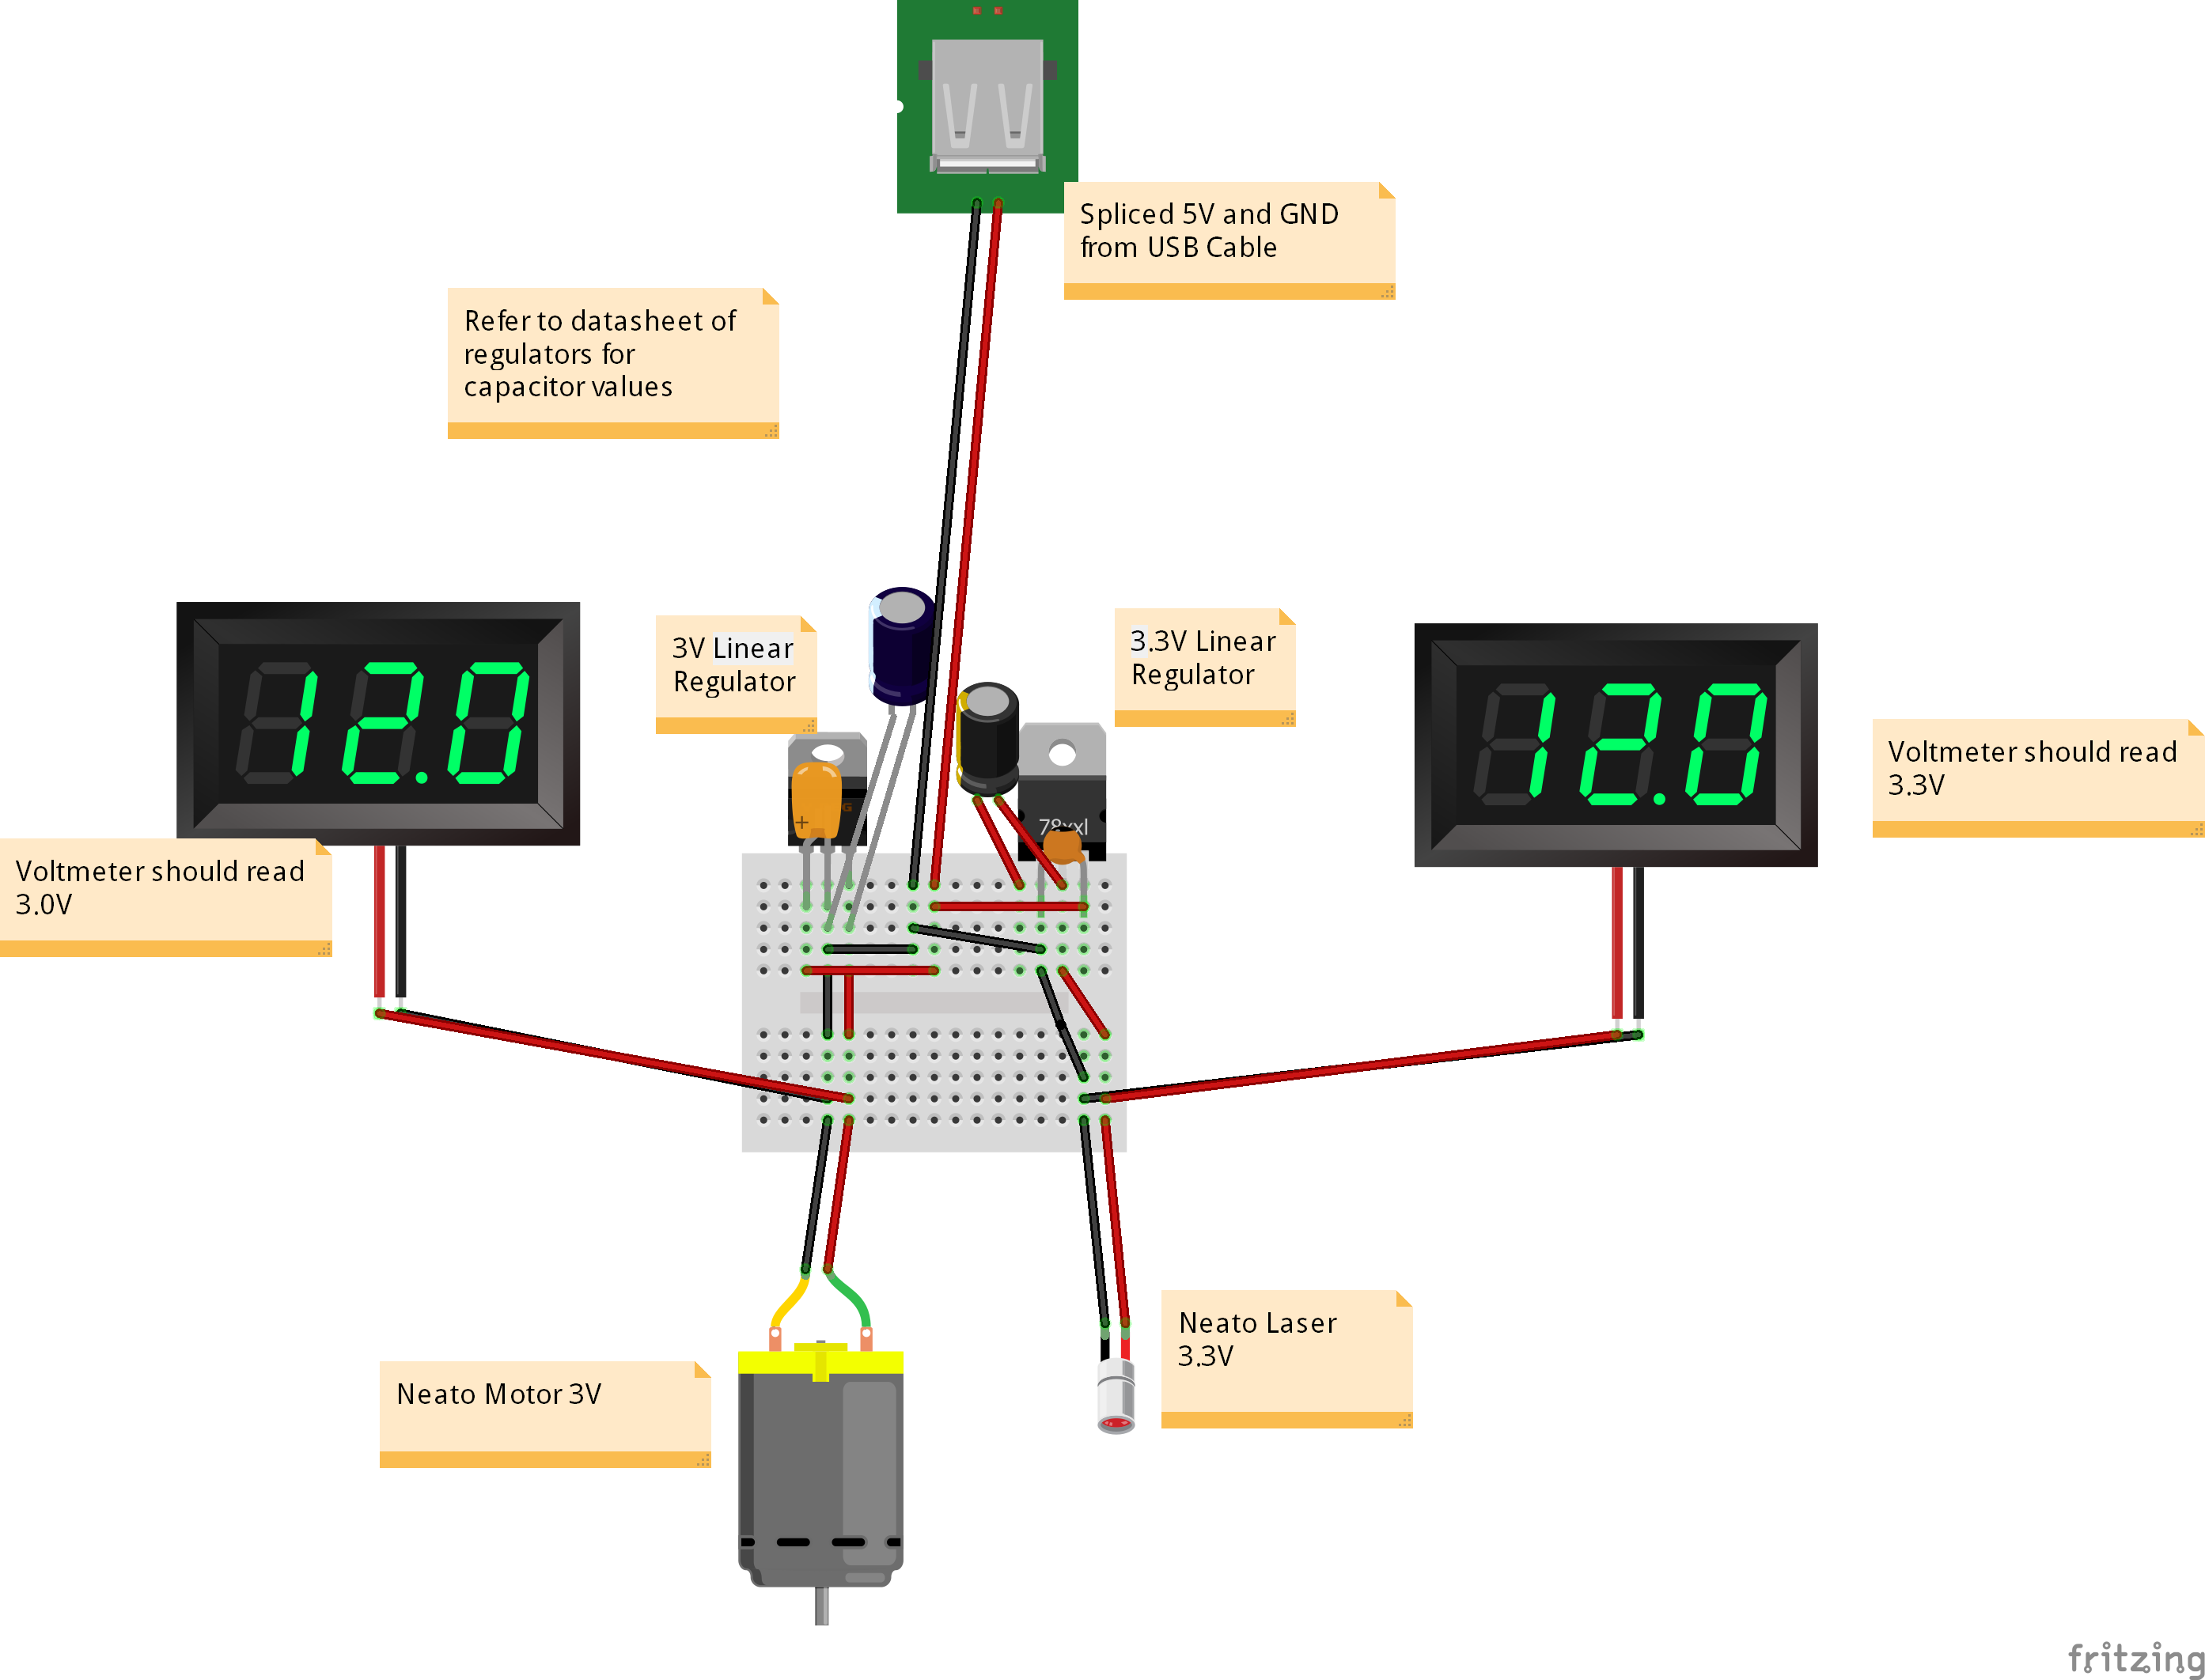 Spliced 5V and GND
from USB Cable
Refer to datasheet of
regulators for
capacitor values
12.0
3V Linear
Regulator
3.3V Linear
Regulator
12.0
Voltmeter should read
3.3V
+
G
78xxl
Voltmeter should read
3.0V
Neato Laser
3.3V
Neato Motor 3V
fritzing